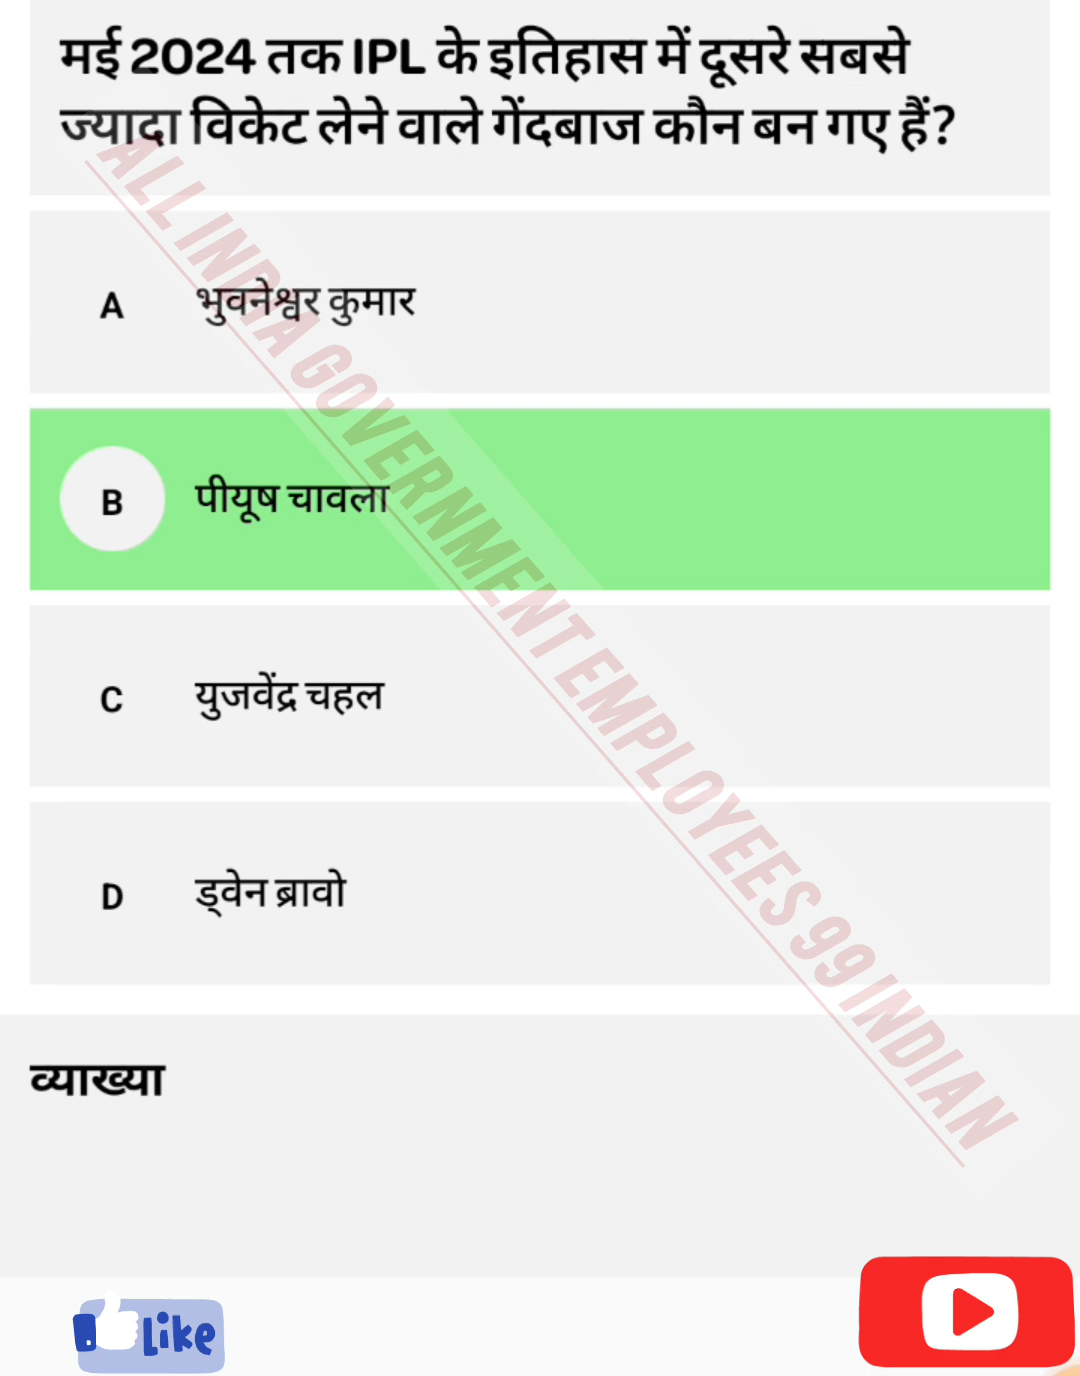 मई 2024 तक IPL के इतिहास में दूसरे सबसे
ज्यादा विकेट लेने वाले गेंदबाज कौन बन गए हैं?
A भुवनेश्वर कुमार
B पीयूष चावला
C युजवेंद्र चहल
D ड्वेन ब्रावो
ALL INDIA GOVERNMENT EMPLOYEES 99 INDIAN
व्याख्या
Like